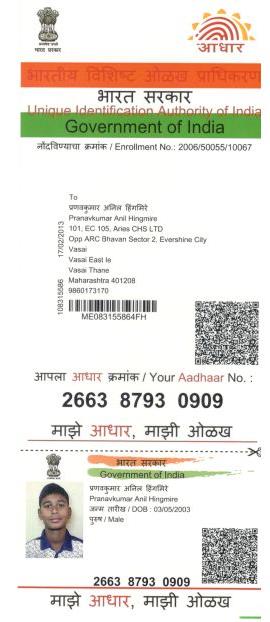 भारत सरकार
आधार
भारतीय विशिष्ट ओळख प्राधिकरण
भारत सरकार
Unique Identification Authority of India
Government of India
नोंदविण्याचा क्रमांक / Enrollment No.: 2006/50055/10067
To
प्रणवकुमार अनिल हिंगमिरे
Pranavkumar Anil Hingmire
101, EC 105, Aries CHS LTD
Opp ARC Bhavan Sector 2, Evershine City
Vasai
Vasai East Ie
Vasai Thane
Maharashtra 401208
9860173170
17/02/2013
108315586
ME083155864FH
आपला आधार क्रमांक / Your Aadhaar No. :
2663 8793 0909
माझे आधार, माझी ओळख
भारत सरकार
Government of India
प्रणवकुमार अनिल हिंगमिरे
Pranavkumar Anil Hingmire
जन्म तारीख / DOB : 03/05/2003
पुरुष / Male
2663 8793 0909
माझे आधार, माझी ओळख